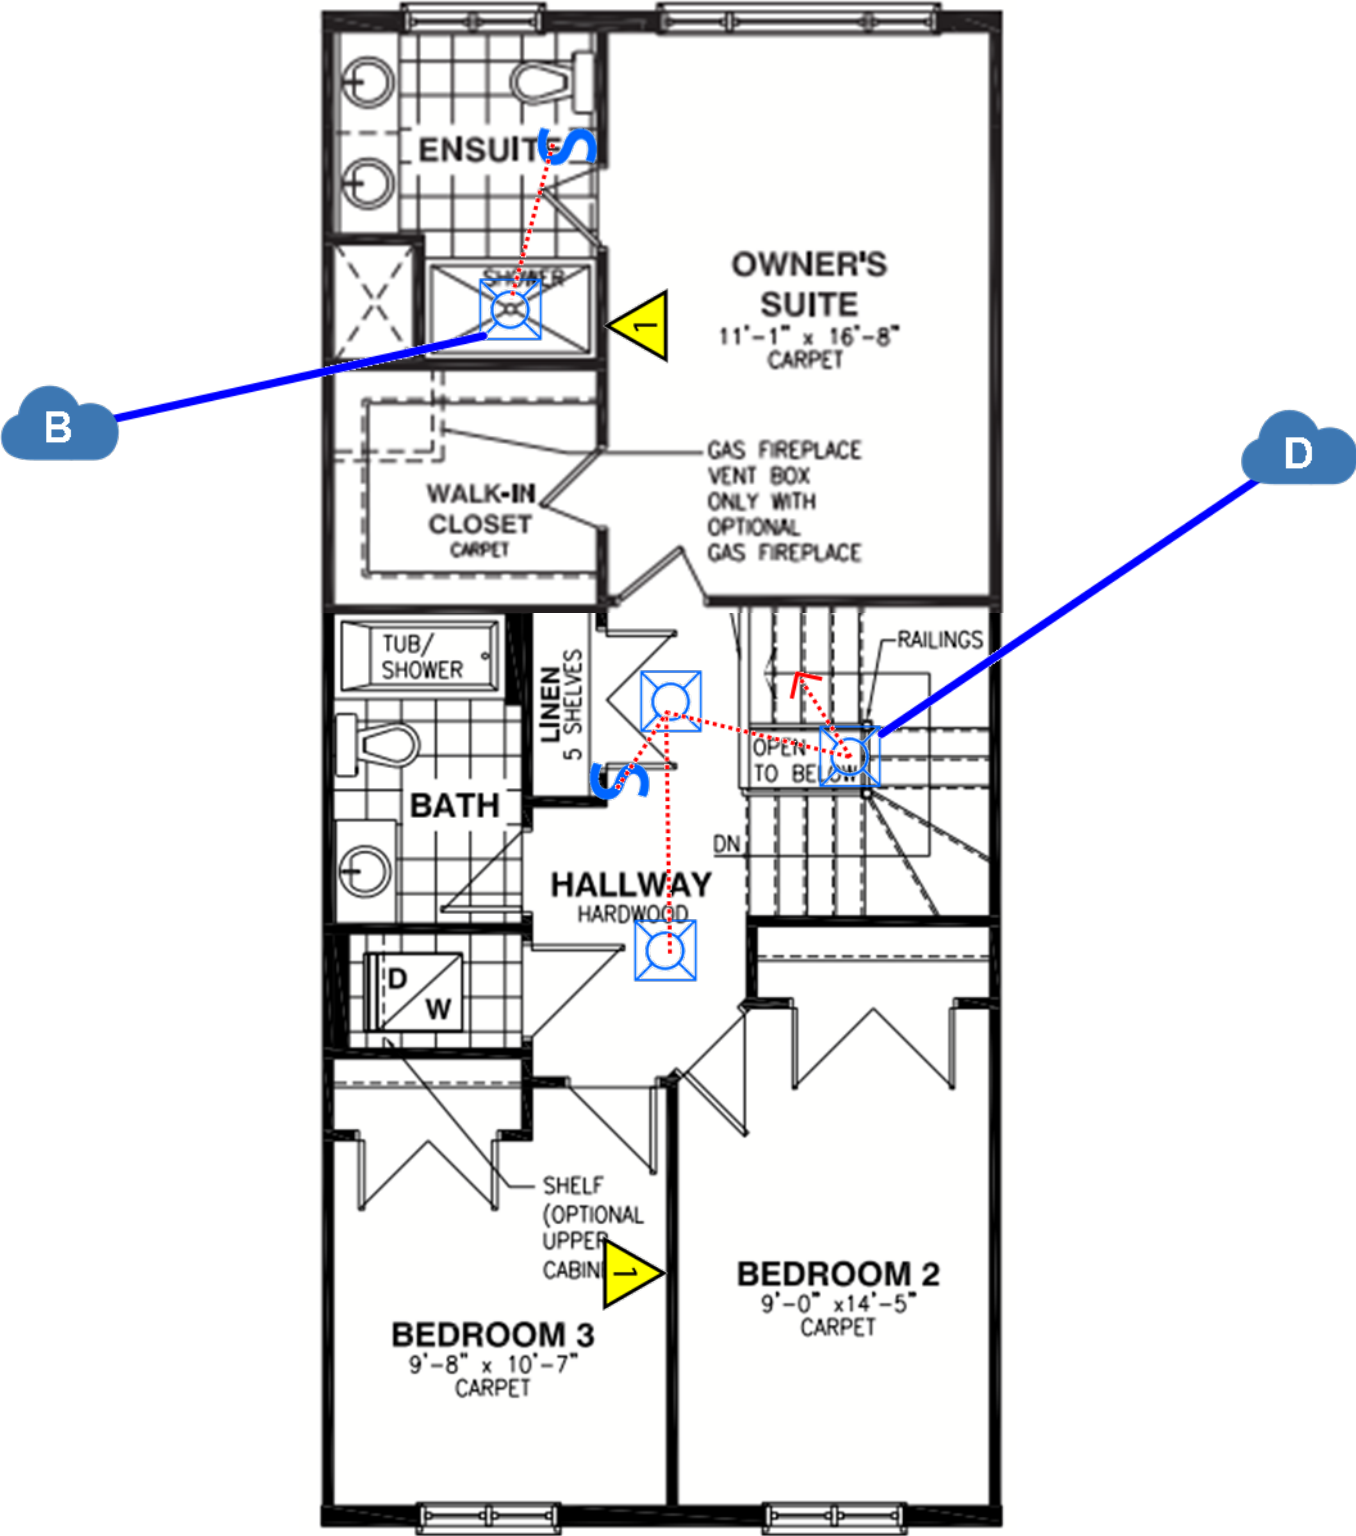 ENSUITE
S
SHOWER
OWNER'S
SUITE
11'-1" x 16'-8"
CARPET
1
B
D
GAS FIREPLACE
VENT BOX
ONLY WITH
OPTIONAL
GAS FIREPLACE
WALK-IN
CLOSET
CARPET
TUB/
SHOWER
LINEN
5 SHELVES
RAILINGS
OPEN
TO BELOW
S
BATH
DN
HALLWAY
HARDWOOD
D
W
SHELF
(OPTIONAL
UPPER
CABIN
1
BEDROOM 2
9'-0" x14'-5"
CARPET
BEDROOM 3
9'-8" x 10'-7"
CARPET